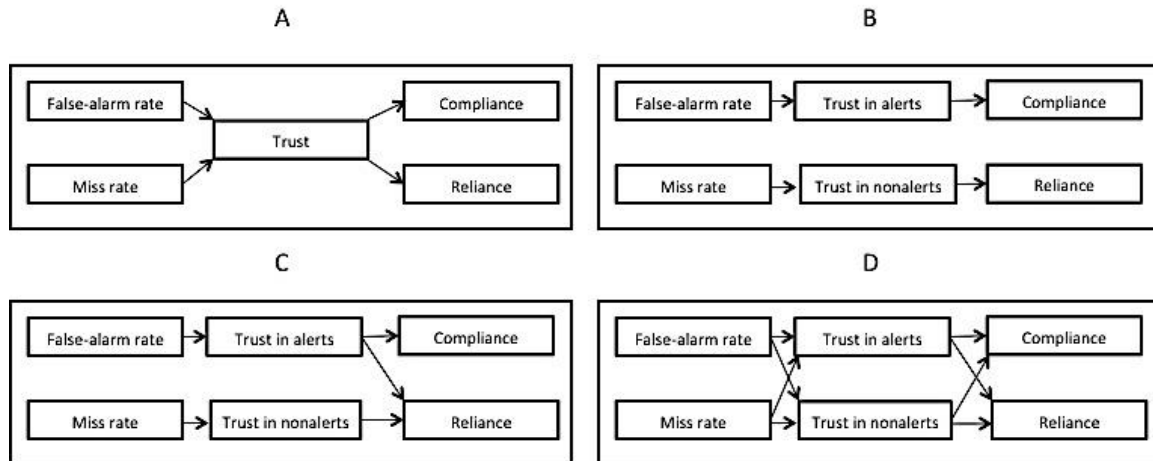 A
False-alarm rate
Compliance
Trust
Miss rate
Reliance
B
False-alarm rate
Trust in alerts
Compliance
Miss rate
Trust in nonalerts
Reliance
C
False-alarm rate
Trust in alerts
Compliance
Miss rate
Trust in nonalerts
Reliance
D
False-alarm rate
Trust in alerts
Compliance
Miss rate
Trust in nonalerts
Reliance